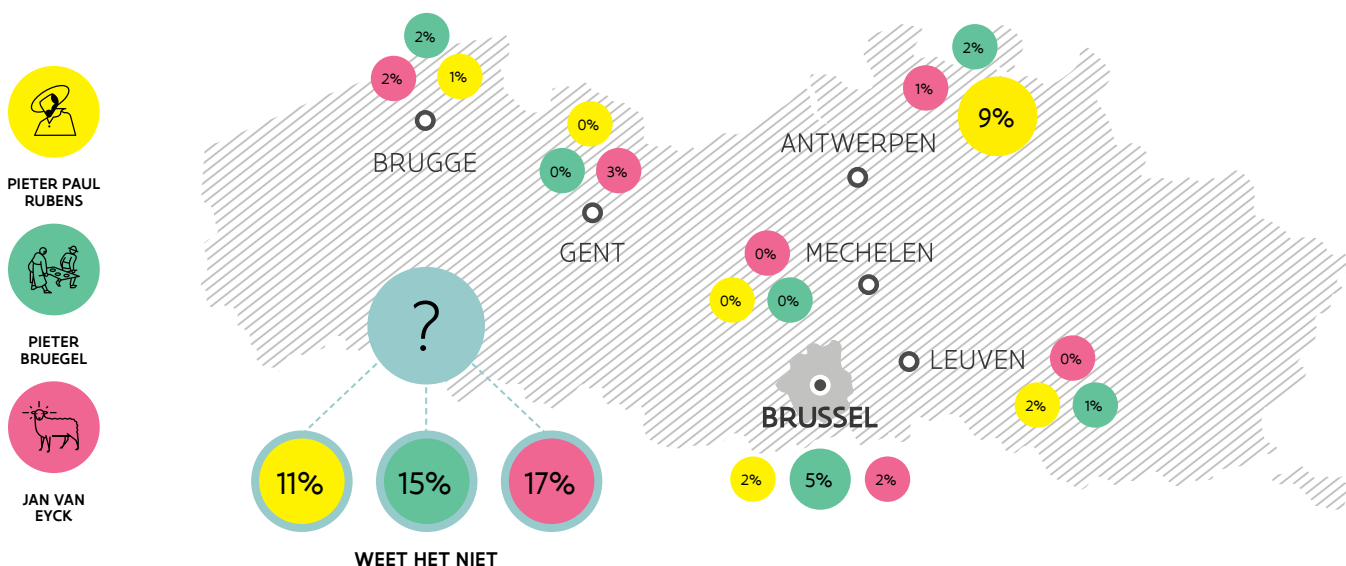 PIETER PAUL
RUBENS
PIETER
BRUEGEL
JAN VAN
EYCK
2%
2%
1%
BRUGGE
0%
0%
3%
GENT
2%
1%
9%
ANTWERPEN
0%
0%
0%
MECHELEN
LEUVEN
0%
2%
1%
BRUSSEL
2%
5%
2%
?
11%
15%
17%
WEET HET NIET